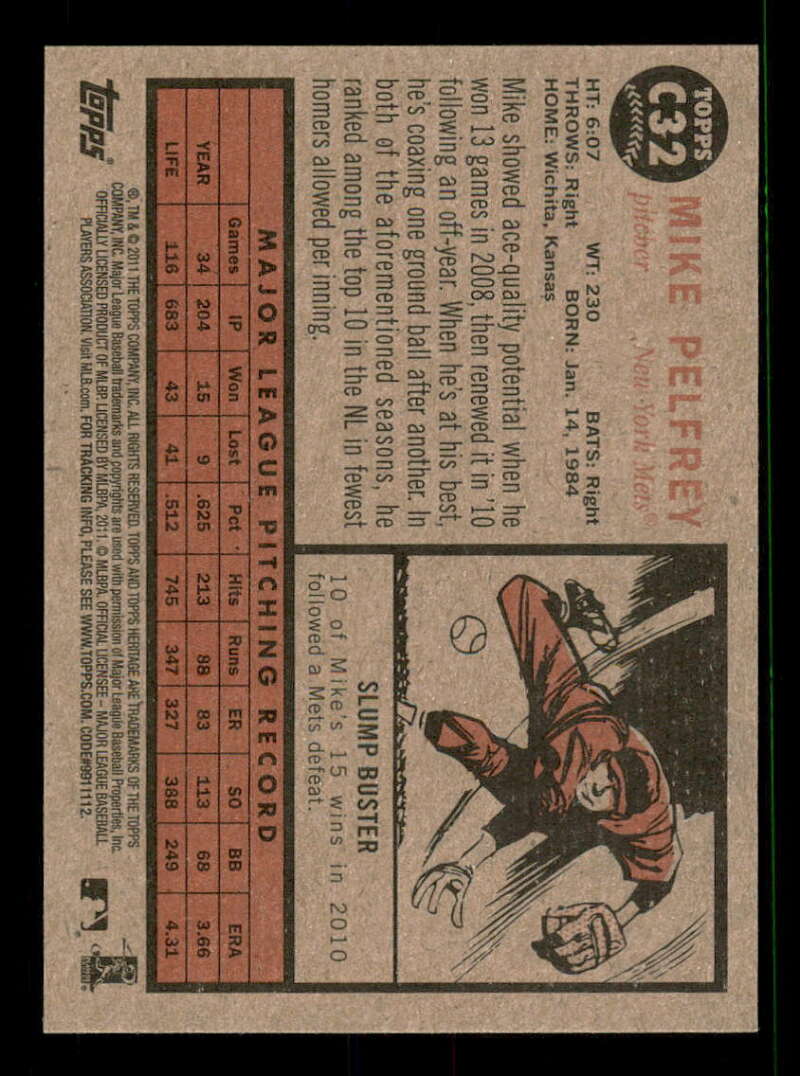 TOPPS
C32
MIKE PELFREY
pitcher New York Mets®
HT: 6:07 WT: 230 BATS: Right
THROWS: Right BORN: Jan. 14, 1984
HOME: Wichita, Kansas
Mike showed ace-quality potential when he
won 13 games in 2008, then renewed it in '10
following an off-year. When he's at his best,
he's coaxing one ground ball after another. In
both of the aforementioned seasons, he
ranked among the top 10 in the NL in fewest
homers allowed per inning.
SLUMP BUSTER
10 of Mike's 15 wins in 2010
followed a Mets defeat.
MAJOR LEAGUE PITCHING RECORD
Games IP Won Lost Pct. Hits Runs ER SO BB ERA
YEAR 34 204 15 9 .625 213 88 83 113 68 3.66
LIFE 116 683 43 41 .512 745 347 327 388 249 4.31
topps®
®, TM & © 2011 THE TOPPS COMPANY, INC. ALL RIGHTS RESERVED. TOPPS AND TOPPS HERITAGE ARE TRADEMARKS OF THE TOPPS
COMPANY, INC. Major League Baseball trademarks and copyrights are used with permission of Major League Baseball Properties, Inc.
OFFICIALLY LICENSED PRODUCT OF MLBP. LICENSED BY MLBPA, 2011. © MLBPA. OFFICIAL LICENSEE – MAJOR LEAGUE BASEBALL
PLAYERS ASSOCIATION. Visit MLB.com. FOR TRACKING INFO, PLEASE SEE WWW.TOPPS.COM. CODE#9911112.